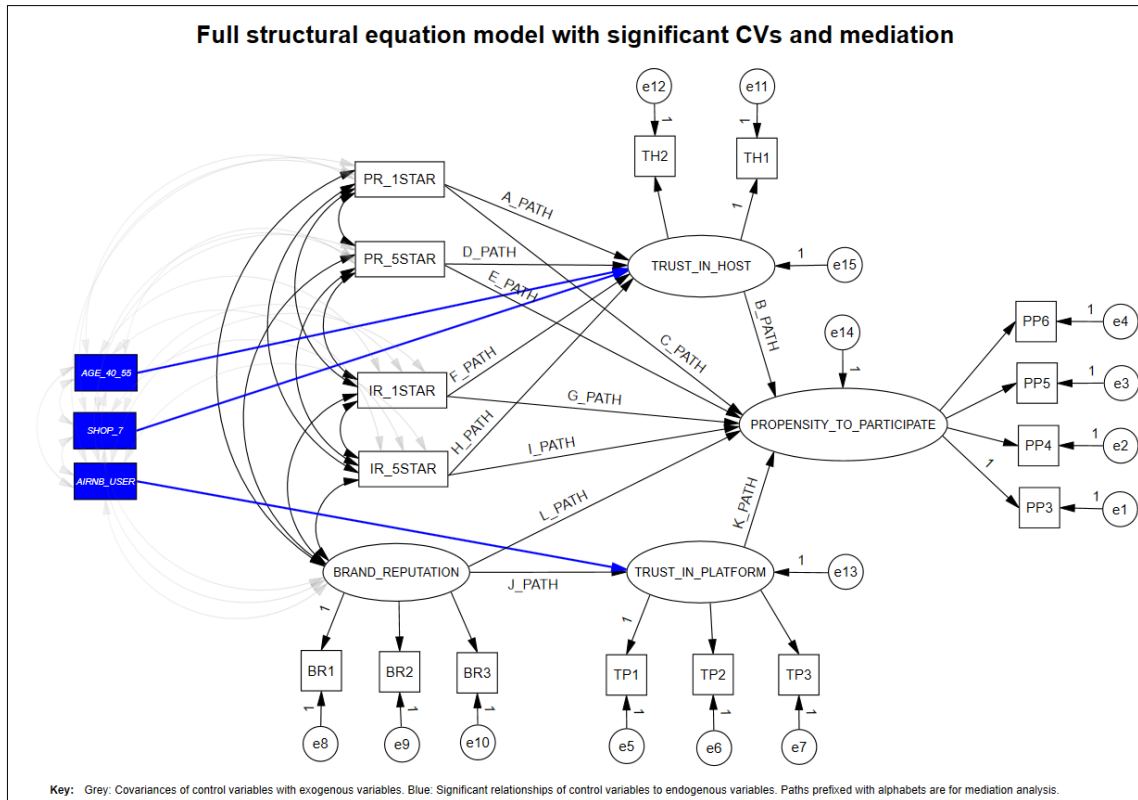 Full structural equation model with significant CVs and mediation
e12
e11
1
1
TH2
TH1
PR_1STAR
A_PATH
1
PR_5STAR
D_PATH
TRUST_IN_HOST
1
e15
E_PATH
B_PATH
PP6
1
e4
e14
C_PATH
1
AGE_40_55
F_PATH
PP5
1
e3
IR_1STAR
G_PATH
SHOP_7
PROPENSITY_TO_PARTICIPATE
H_PATH
I_PATH
PP4
1
e2
IR_5STAR
1
AIRNB_USER
L_PATH
K_PATH
PP3
1
e1
BRAND_REPUTATION
J_PATH
TRUST_IN_PLATFORM
1
e13
1
1
BR1
BR2
BR3
TP1
TP2
TP3
1
1
1
1
1
1
e8
e9
e10
e5
e6
e7
Key: Grey: Covariances of control variables with exogenous variables. Blue: Significant relationships of control variables to endogenous variables. Paths prefixed with alphabets are for mediation analysis.